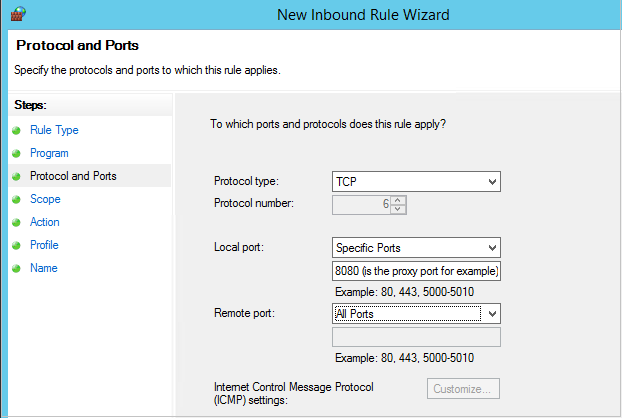 New Inbound Rule Wizard
Protocol and Ports
Specify the protocols and ports to which this rule applies.
Steps:
Rule Type
Program
Protocol and Ports
Scope
Action
Profile
Name
To which ports and protocols does this rule apply?
Protocol type: TCP
Protocol number: 6
Local port: Specific Ports
8080 (is the proxy port for example)
Example: 80, 443, 5000-5010
Remote port: All Ports
Example: 80, 443, 5000-5010
Internet Control Message Protocol
(ICMP) settings:
Customize...